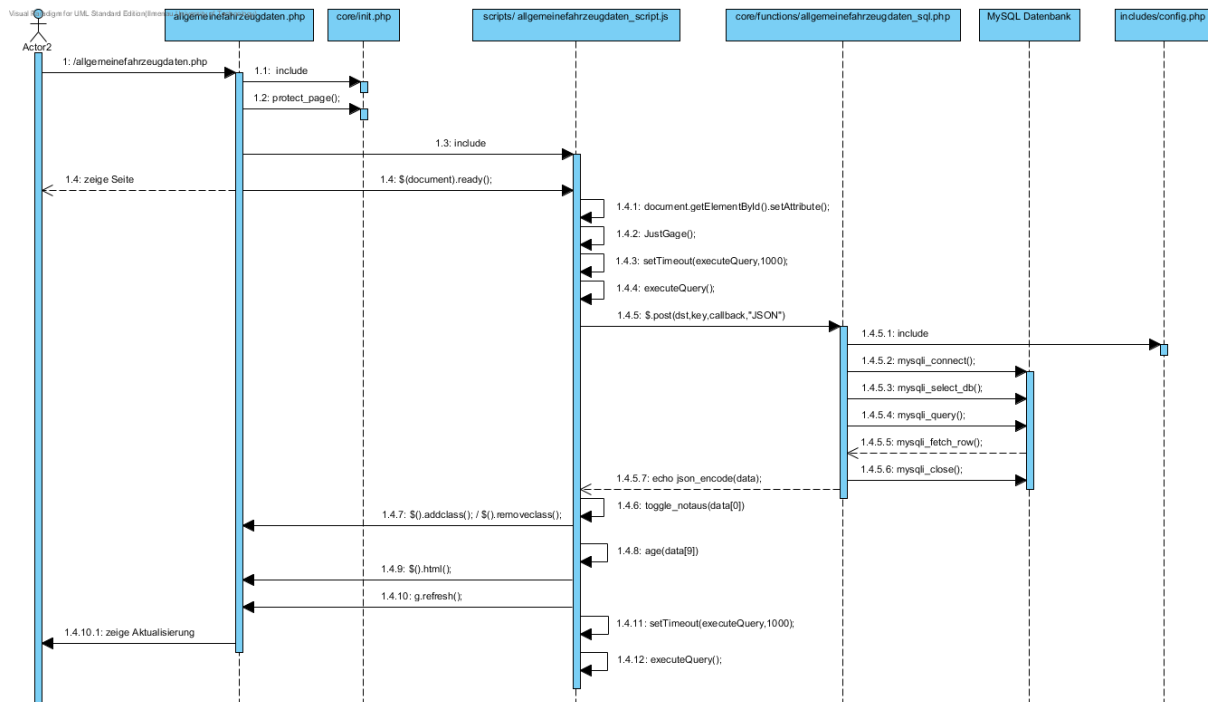 Visual Paradigm for UML Standard Edition
allgemeinefahrzeugdaten.php
core/init.php
scripts/ allgemeinefahrzeugdaten_script.js
core/functions/allgemeinefahrzeugdaten_sql.php
MySQL Datenbank
includes/config.php
Actor2
1: /allgemeinefahrzeugdaten.php
1.1: include
1.2: protect_page();
1.3: include
1.4: zeige Seite
1.4: $(document).ready();
1.4.1: document.getElementById().setAttribute();
1.4.2: JustGage();
1.4.3: setTimeout(executeQuery,1000);
1.4.4: executeQuery();
1.4.5: $.post(dst,key,callback,"JSON")
1.4.5.1: include
1.4.5.2: mysqli_connect();
1.4.5.3: mysqli_select_db();
1.4.5.4: mysqli_query();
1.4.5.5: mysqli_fetch_row();
1.4.5.6: mysqli_close();
1.4.5.7: echo json_encode(data);
1.4.6: toggle_notaus(data[0])
1.4.7: $().addclass(); / $().removeclass();
1.4.8: age(data[9])
1.4.9: $().html();
1.4.10: g.refresh();
1.4.11: setTimeout(executeQuery,1000);
1.4.10.1: zeige Aktualisierung
1.4.12: executeQuery();